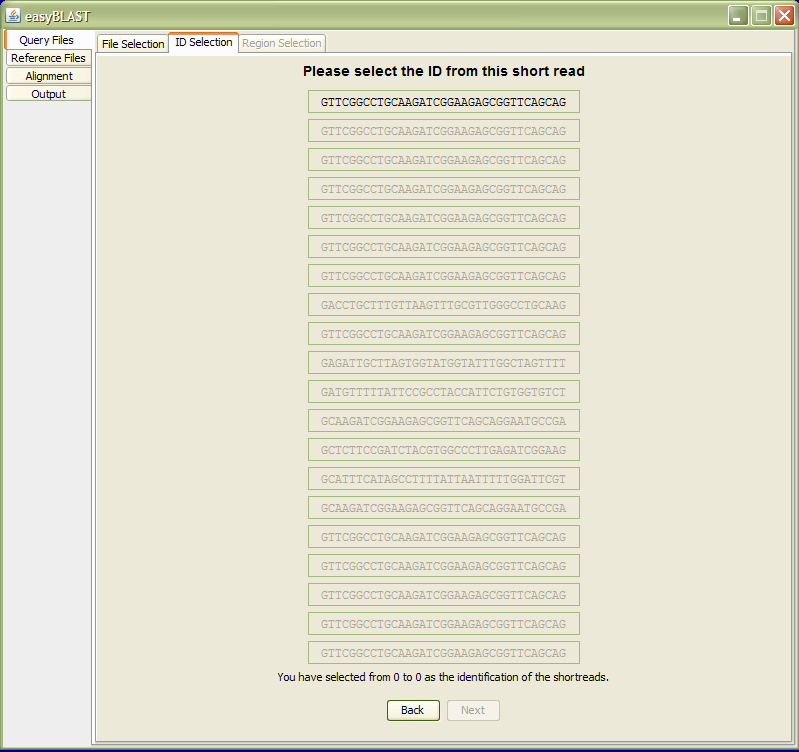 easyBLAST
Query Files
Reference Files
Alignment
Output
File Selection
ID Selection
Region Selection
Please select the ID from this short read
GTTCGGCCTGCAAGATCGGAAGAGCGGTTCAGCAG
GTTCGGCCTGCAAGATCGGAAGAGCGGTTCAGCAG
GTTCGGCCTGCAAGATCGGAAGAGCGGTTCAGCAG
GTTCGGCCTGCAAGATCGGAAGAGCGGTTCAGCAG
GTTCGGCCTGCAAGATCGGAAGAGCGGTTCAGCAG
GTTCGGCCTGCAAGATCGGAAGAGCGGTTCAGCAG
GTTCGGCCTGCAAGATCGGAAGAGCGGTTCAGCAG
GACCTGCTTTGTTAAGTTTGCGTTGGGCCTGCAAG
GTTCGGCCTGCAAGATCGGAAGAGCGGTTCAGCAG
GAGATTGCTTAGTGGTATGGTATTTGGCTAGTTTT
GATGTTTTTATTCCGCCTACCATTCTGTGGTGTCT
GCAAGATCGGAAGAGCGGTTCAGCAGGAATGCCGA
GCTCTTCCGATCTACGTGGCCCTTGAGATCGGAAG
GCATTTCATAGCCTTTTATTAATTTTTGGATTCGT
GCAAGATCGGAAGAGCGGTTCAGCAGGAATGCCGA
GTTCGGCCTGCAAGATCGGAAGAGCGGTTCAGCAG
GTTCGGCCTGCAAGATCGGAAGAGCGGTTCAGCAG
GTTCGGCCTGCAAGATCGGAAGAGCGGTTCAGCAG
GTTCGGCCTGCAAGATCGGAAGAGCGGTTCAGCAG
GTTCGGCCTGCAAGATCGGAAGAGCGGTTCAGCAG
You have selected from 0 to 0 as the identification of the shortreads.
Back
Next